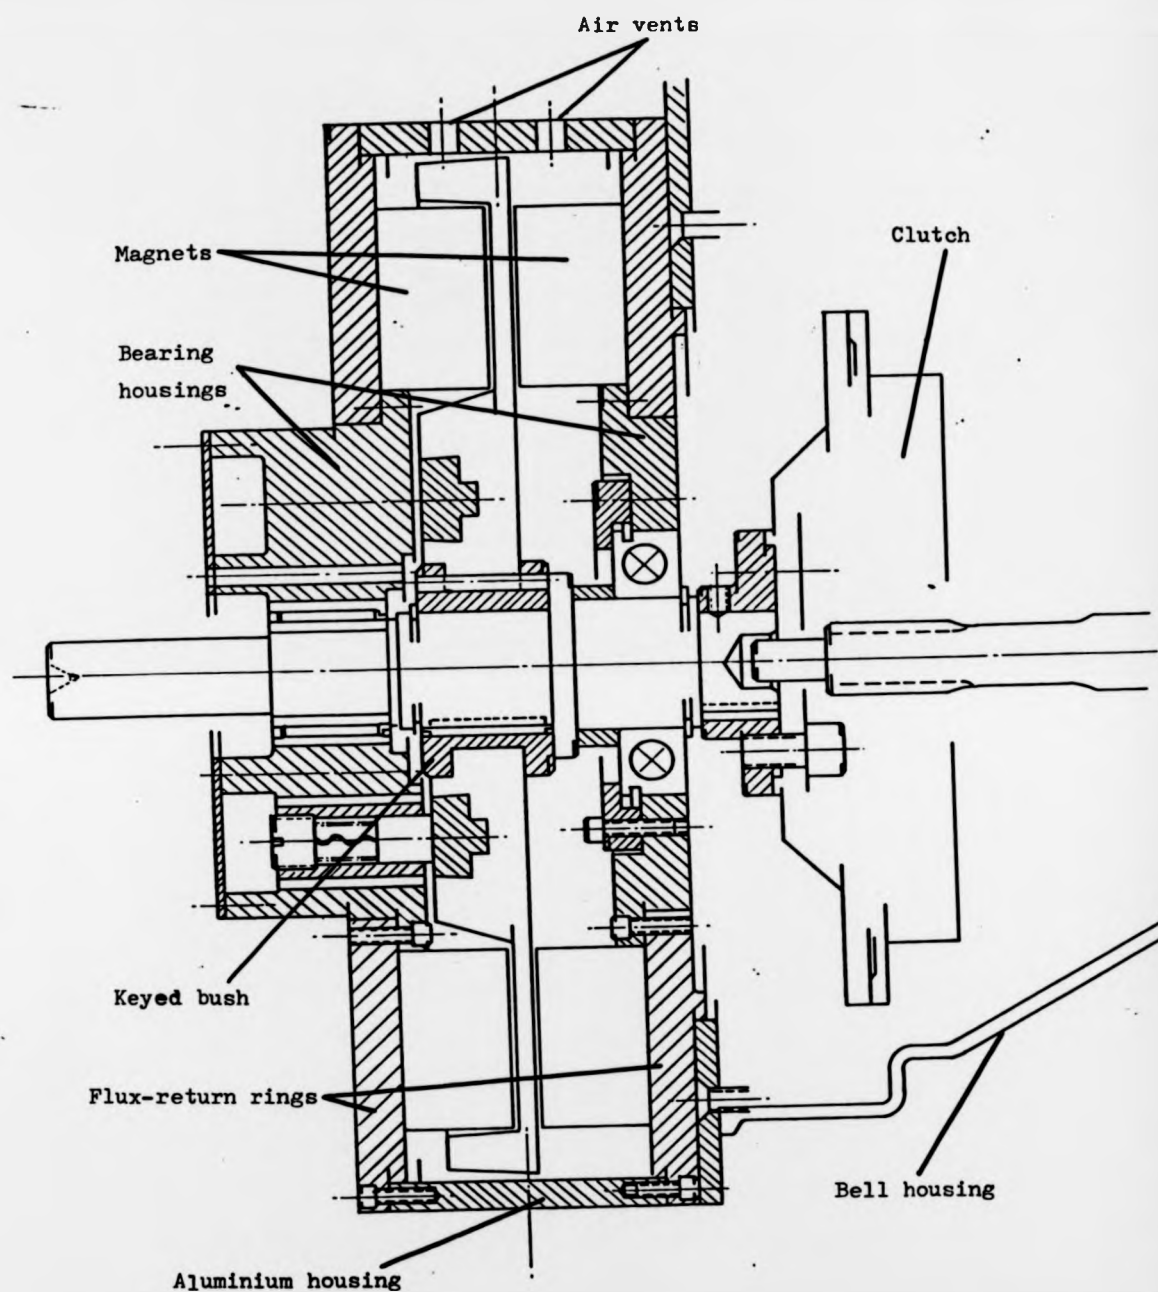 Air vents
Clutch
Magnets
Bearing
housings
Keyed bush
Flux-return rings
Bell housing
Aluminium housing